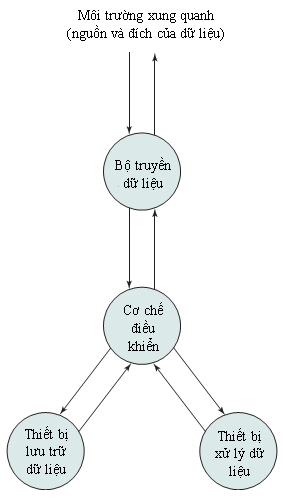 Môi trường xung quanh
(nguồn và đích của dữ liệu)
Bộ truyền
dữ liệu
Cơ chế
điều
khiển
Thiết bị
lưu trữ
dữ liệu
Thiết bị
xử lý dữ
liệu